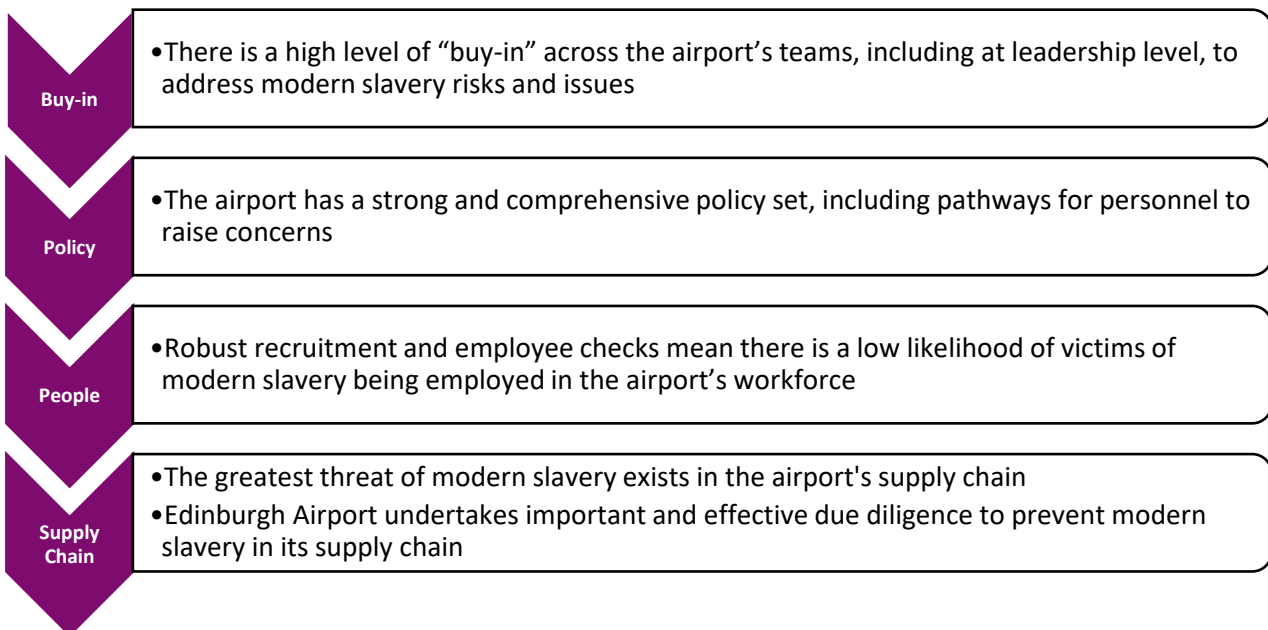 Buy-in
•There is a high level of “buy-in” across the airport’s teams, including at leadership level, to
address modern slavery risks and issues
Policy
•The airport has a strong and comprehensive policy set, including pathways for personnel to
raise concerns
People
•Robust recruitment and employee checks mean there is a low likelihood of victims of
modern slavery being employed in the airport’s workforce
Supply
Chain
•The greatest threat of modern slavery exists in the airport's supply chain
•Edinburgh Airport undertakes important and effective due diligence to prevent modern
slavery in its supply chain